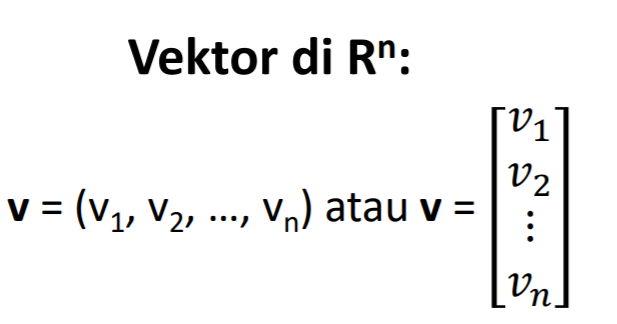 Vektor di Rⁿ:
v = (v₁, v₂, ..., vₙ) atau v = [v₁ v₂ ⋮ vₙ]